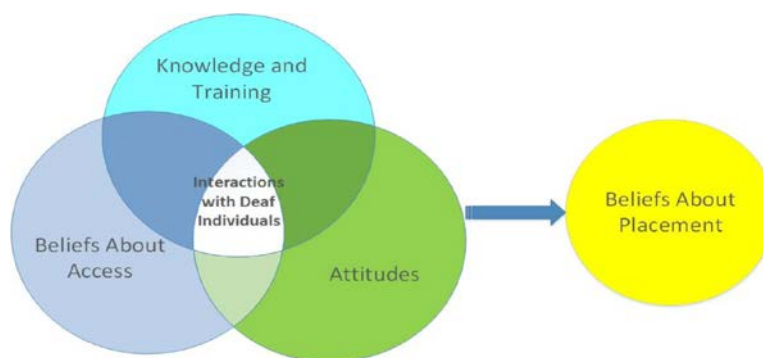 Knowledge and
Training
Interactions
with Deaf
Individuals
Beliefs About
Access
Attitudes
Beliefs About
Placement